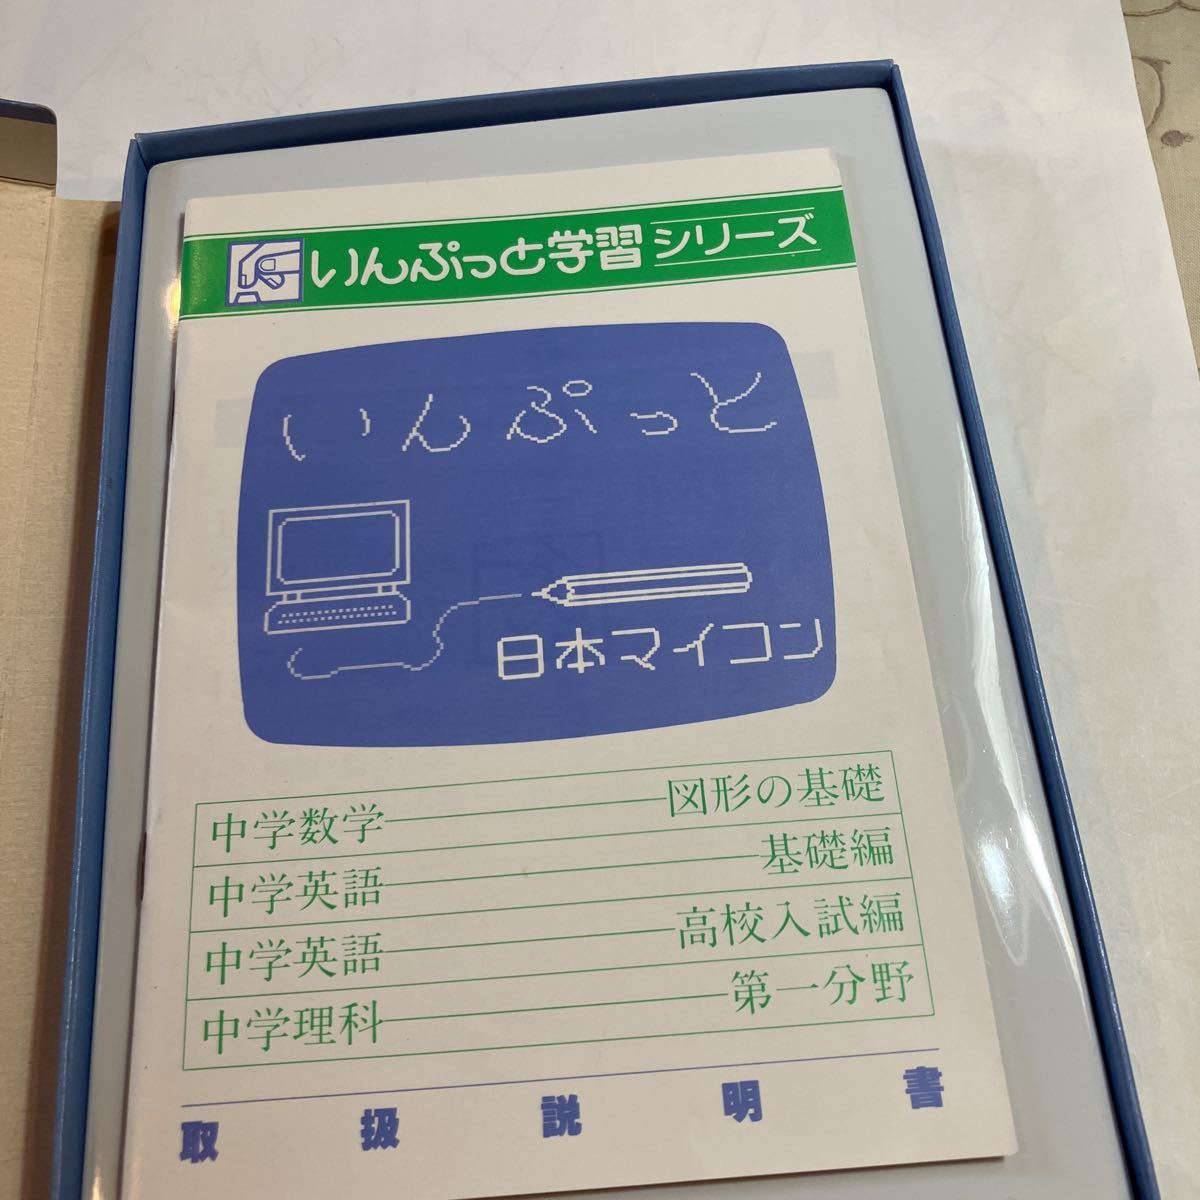 いんぷっと学習シリーズ
いんぷっと
日本マイコン
中学数学 図形の基礎
中学英語 基礎編
中学英語 高校入試編
中学理科 第一分野
取扱説明書